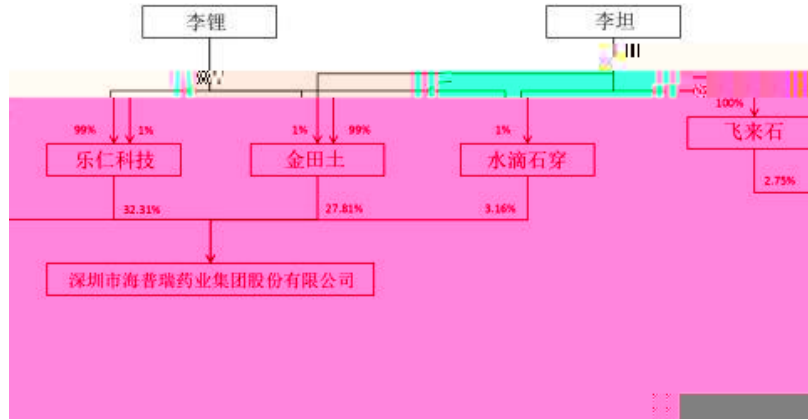 李锂 李坦
100%
99% 1% 1% 99% 1%
乐仁科技 金田土 水滴石穿 飞来石
32.31% 27.81% 3.16% 2.75%
深圳市海普瑞药业集团股份有限公司